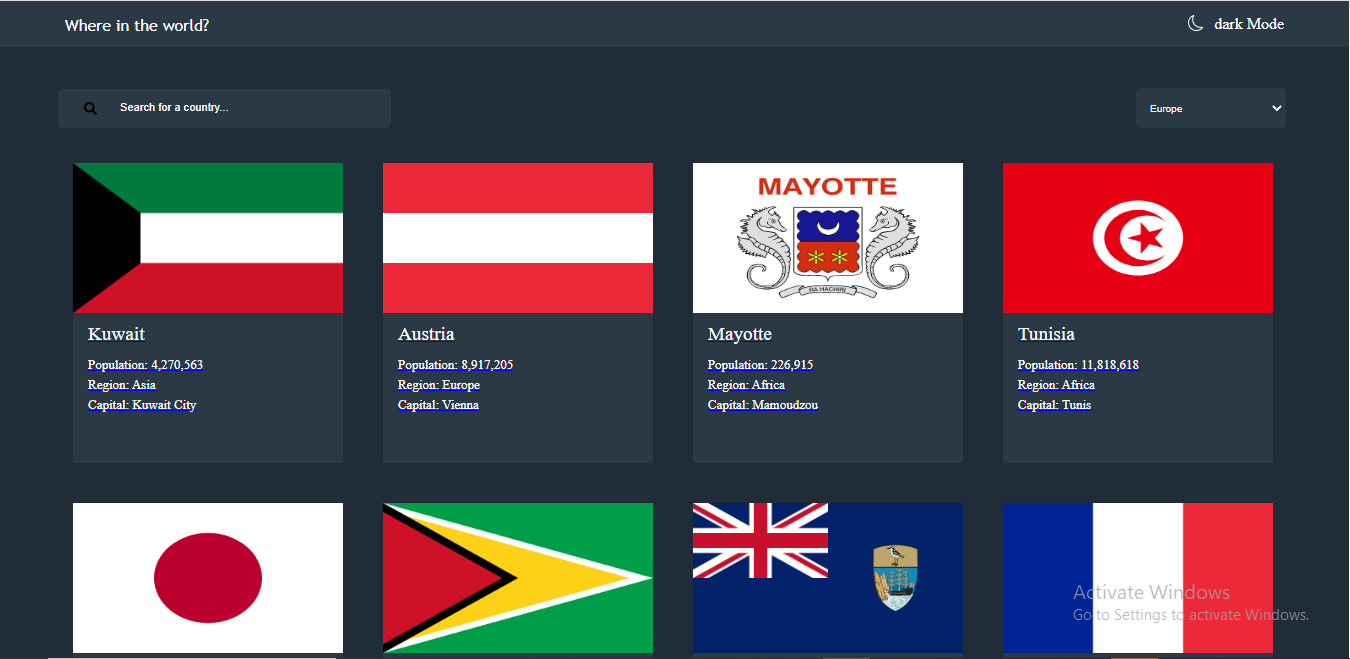 Where in the world?
dark Mode
Search for a country...
Europe
MAYOTTE
RA HACHIRI
Kuwait
Population: 4,270,563
Region: Asia
Capital: Kuwait City
Austria
Population: 8,917,205
Region: Europe
Capital: Vienna
Mayotte
Population: 226,915
Region: Africa
Capital: Mamoudzou
Tunisia
Population: 11,818,618
Region: Africa
Capital: Tunis
Activate Windows
Go to Settings to activate Windows.